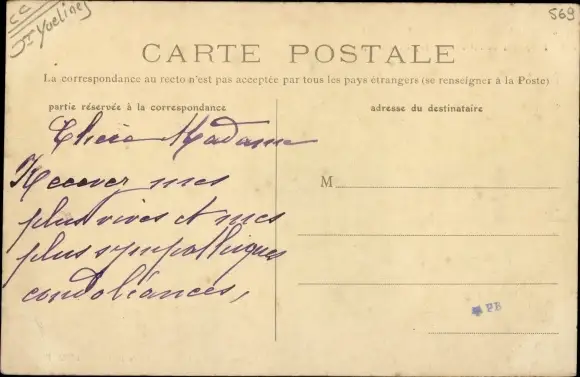 CC
Dt Yvelines
569
CARTE POSTALE
La correspondance au recto n'est pas acceptée par tous les pays étrangers (se renseigner à la Poste)
partie réservée à la correspondance
adresse du destinataire
Chère Madame
Recever mes
plus vives et mes
plus sympathiques
condoléances,
M
PB